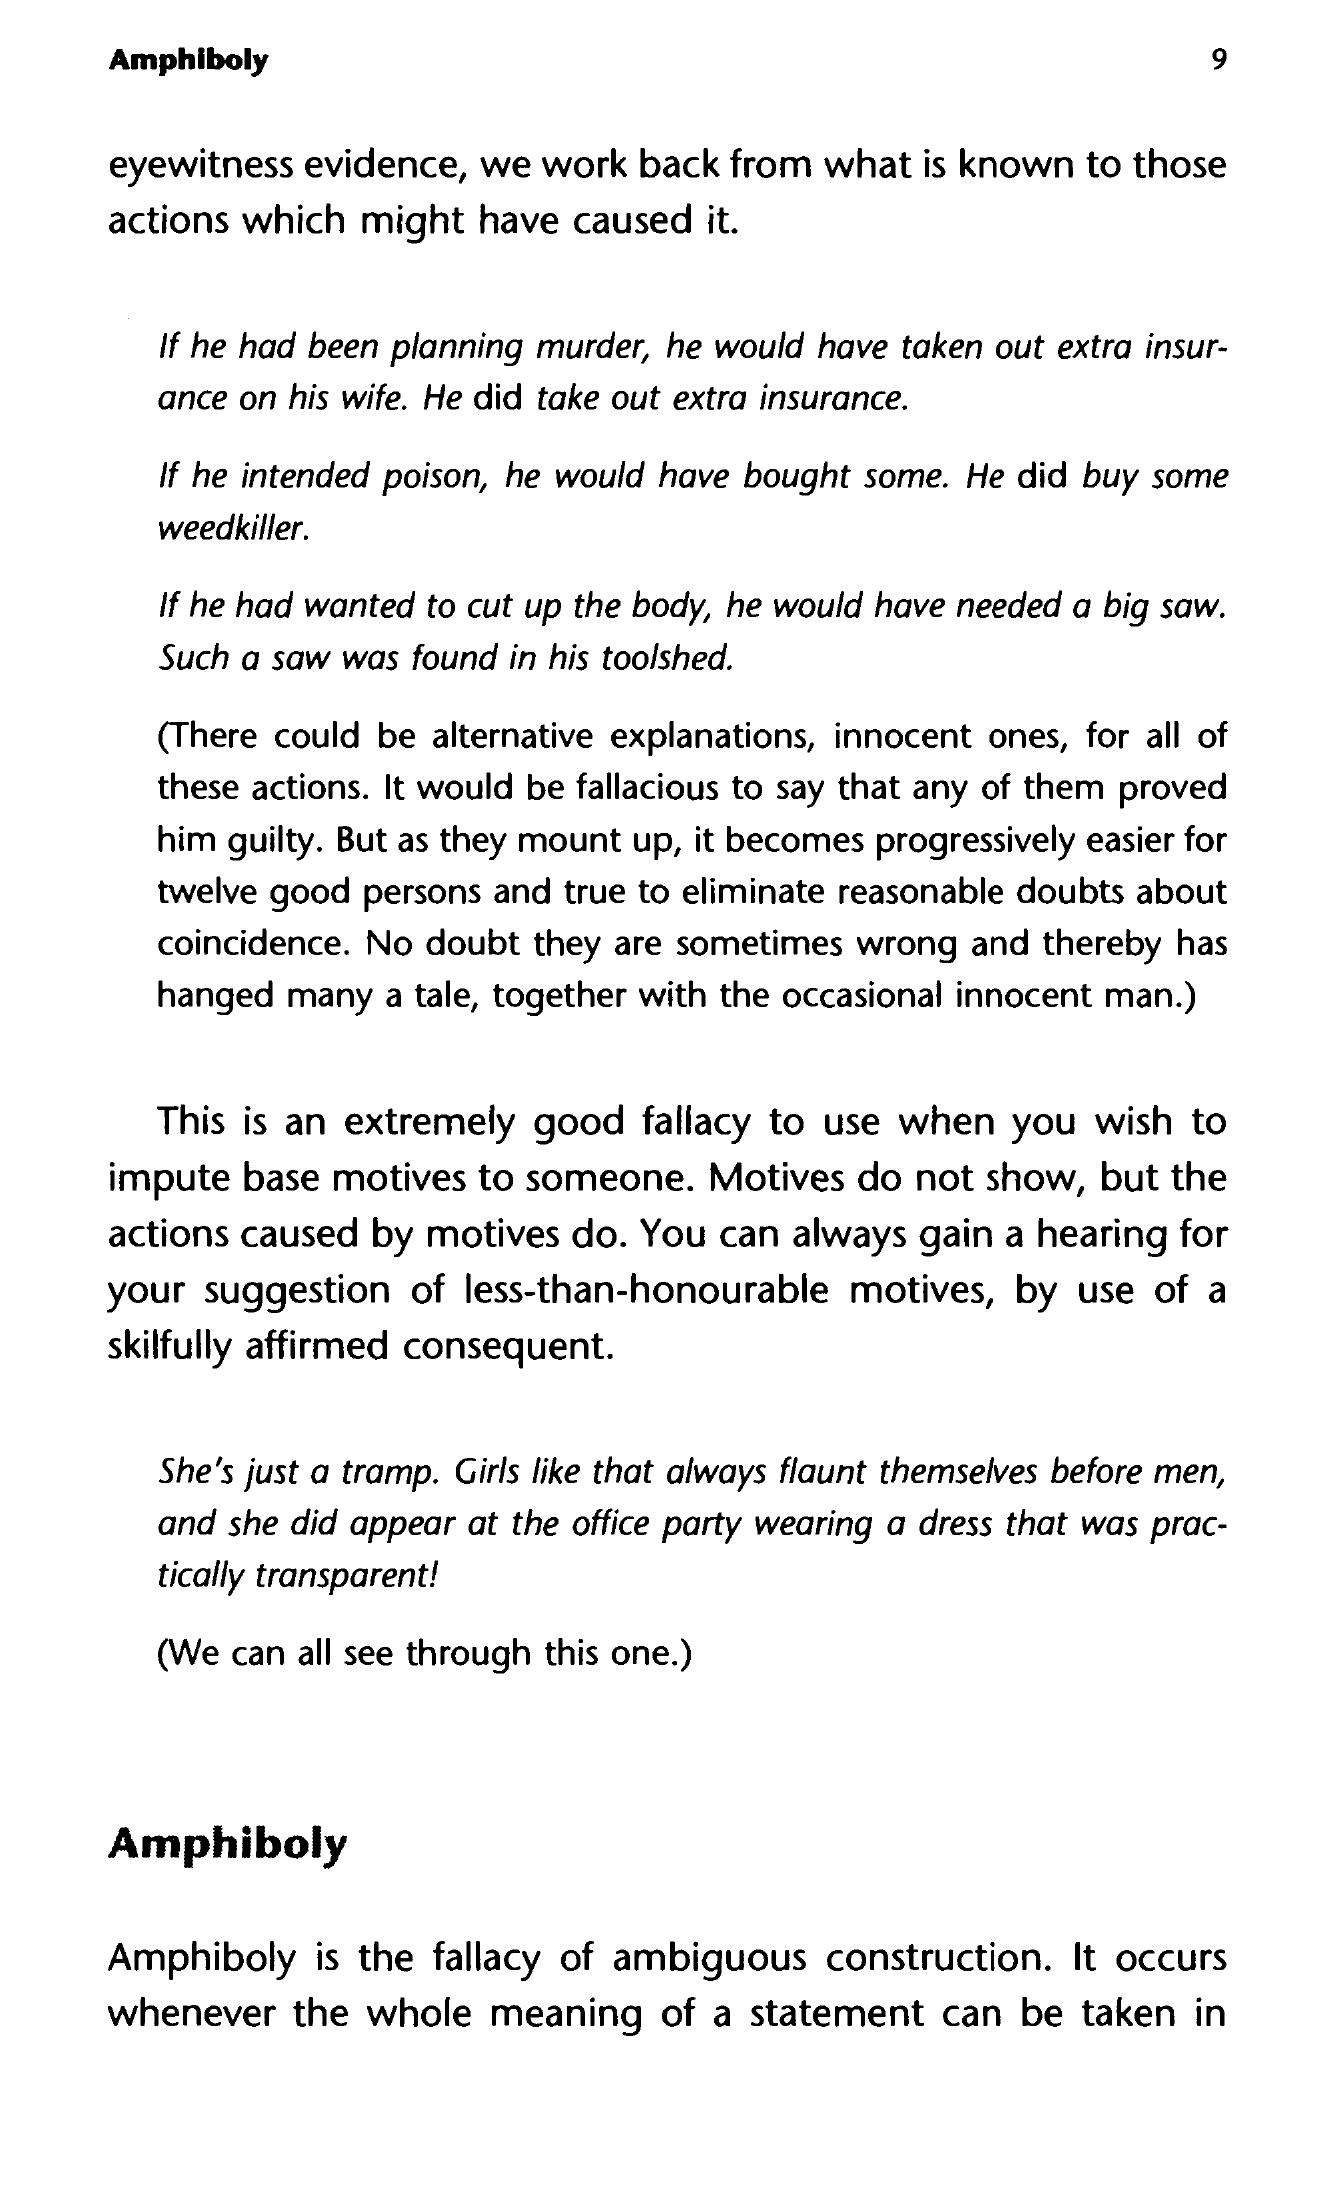 Amphiboly 9
eyewitness evidence, we work back from what is known to those
actions which might have caused it.
If he had been planning murder, he would have taken out extra insur-
ance on his wife. He did take out extra insurance.
If he intended poison, he would have bought some. He did buy some
weedkiller.
If he had wanted to cut up the body, he would have needed a big saw.
Such a saw was found in his toolshed.
(There could be alternative explanations, innocent ones, for all of
these actions. It would be fallacious to say that any of them proved
him guilty. But as they mount up, it becomes progressively easier for
twelve good persons and true to eliminate reasonable doubts about
coincidence. No doubt they are sometimes wrong and thereby has
hanged many a tale, together with the occasional innocent man.)
This is an extremely good fallacy to use when you wish to
impute base motives to someone. Motives do not show, but the
actions caused by motives do. You can always gain a hearing for
your suggestion of less-than-honourable motives, by use of a
skilfully affirmed consequent.
She's just a tramp. Girls like that always flaunt themselves before men,
and she did appear at the office party wearing a dress that was prac-
tically transparent!
(We can all see through this one.)
Amphiboly
Amphiboly is the fallacy of ambiguous construction. It occurs
whenever the whole meaning of a statement can be taken in